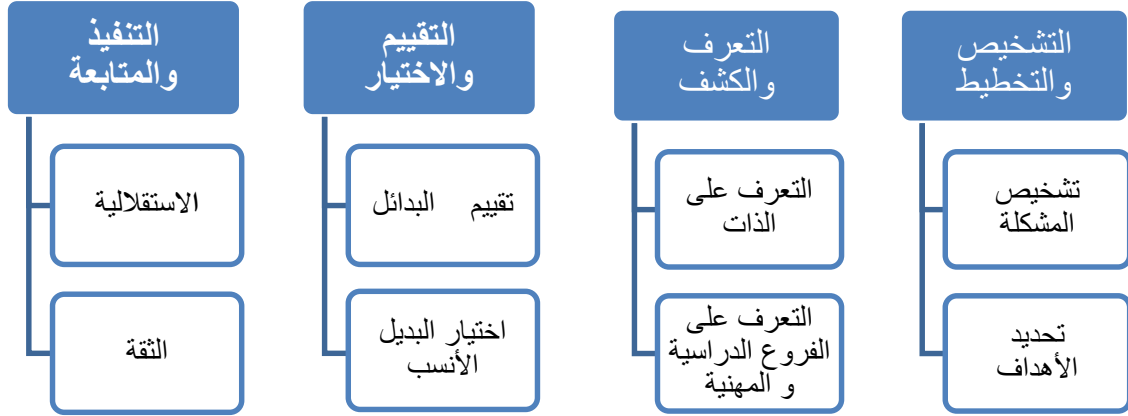 التشخيص
والتخطيط
تشخيص
المشكلة
تحديد
الأهداف
التعرف
والكشف
التعرف على
الذات
التعرف على
الفروع الدراسية
و المهنية
التقييم
والاختيار
تقييم البدائل
اختيار البديل
الأنسب
التنفيذ
والمتابعة
الاستقلالية
الثقة